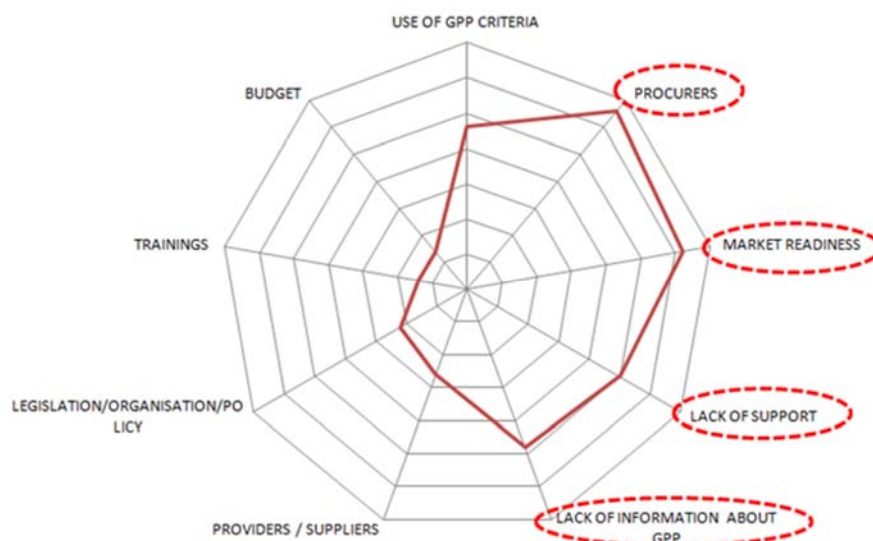 USE OF GPP CRITERIA
BUDGET
PROCURERS
TRAININGS
MARKET READINESS
LEGISLATION/ORGANISATION/PO
LICY
LACK OF SUPPORT
PROVIDERS / SUPPLIERS
LACK OF INFORMATION ABOUT
GPP